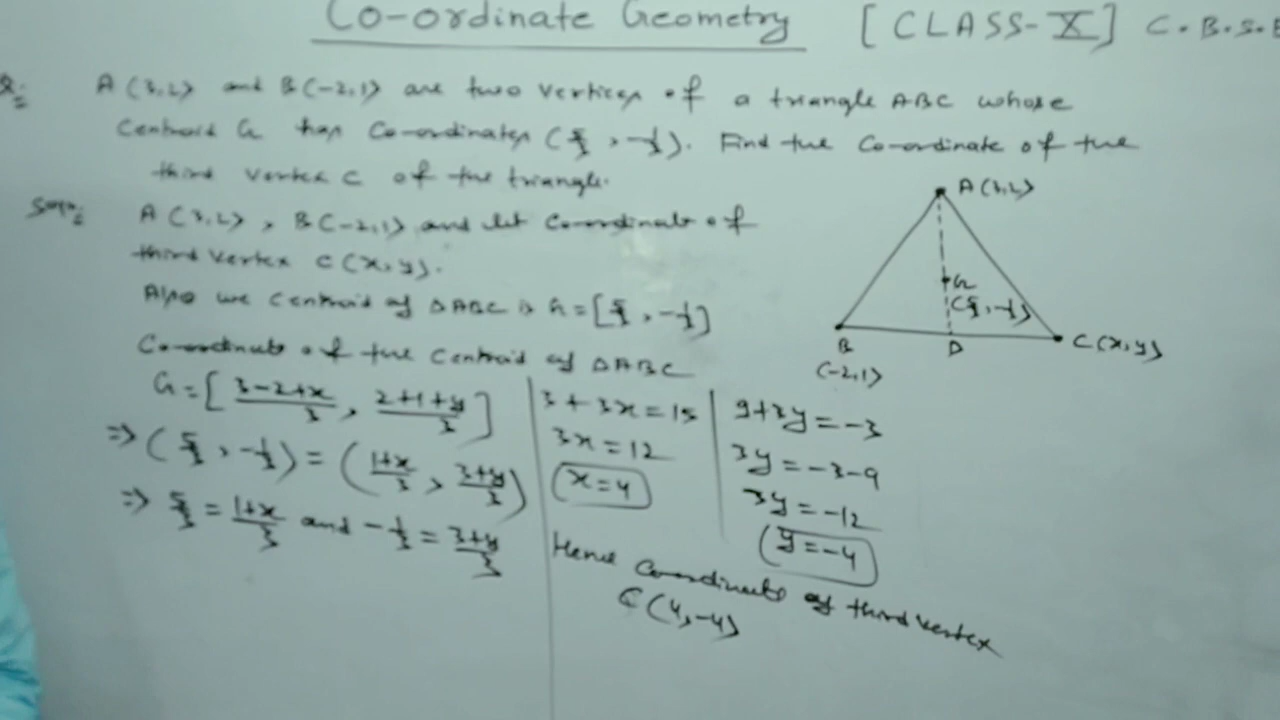 Co-ordinate Geometry [CLASS-X] C.B.S.E
Q:
A(3,2) and B(-2,1) are two vertices of a triangle ABC whose
Centroid G has Co-ordinates (5/3, -1/3). Find the Co-ordinate of the
third vertex C of the triangle.
Soln:
A(3,2), B(-2,1) and let Co-ordinate of
third vertex C(x,y).
Also we Centroid of ΔABC is G=[5/3, -1/3]
Co-ordinate of the Centroid of ΔABC
G=[(3-2+x)/3, (2+1+y)/3]
⇒ (5/3, -1/3) = ((1+x)/3, (3+y)/3)
⇒ 5/3 = (1+x)/3 and -1/3 = (3+y)/3
3+3x=15
3x=12
x=4
9+3y=-3
3y=-3-9
3y=-12
y=-4
Hence Coordinates of third vertex
C(4,-4)
A(3,2)
G
(5/3, -1/3)
B
(-2,1)
D
C(x,y)